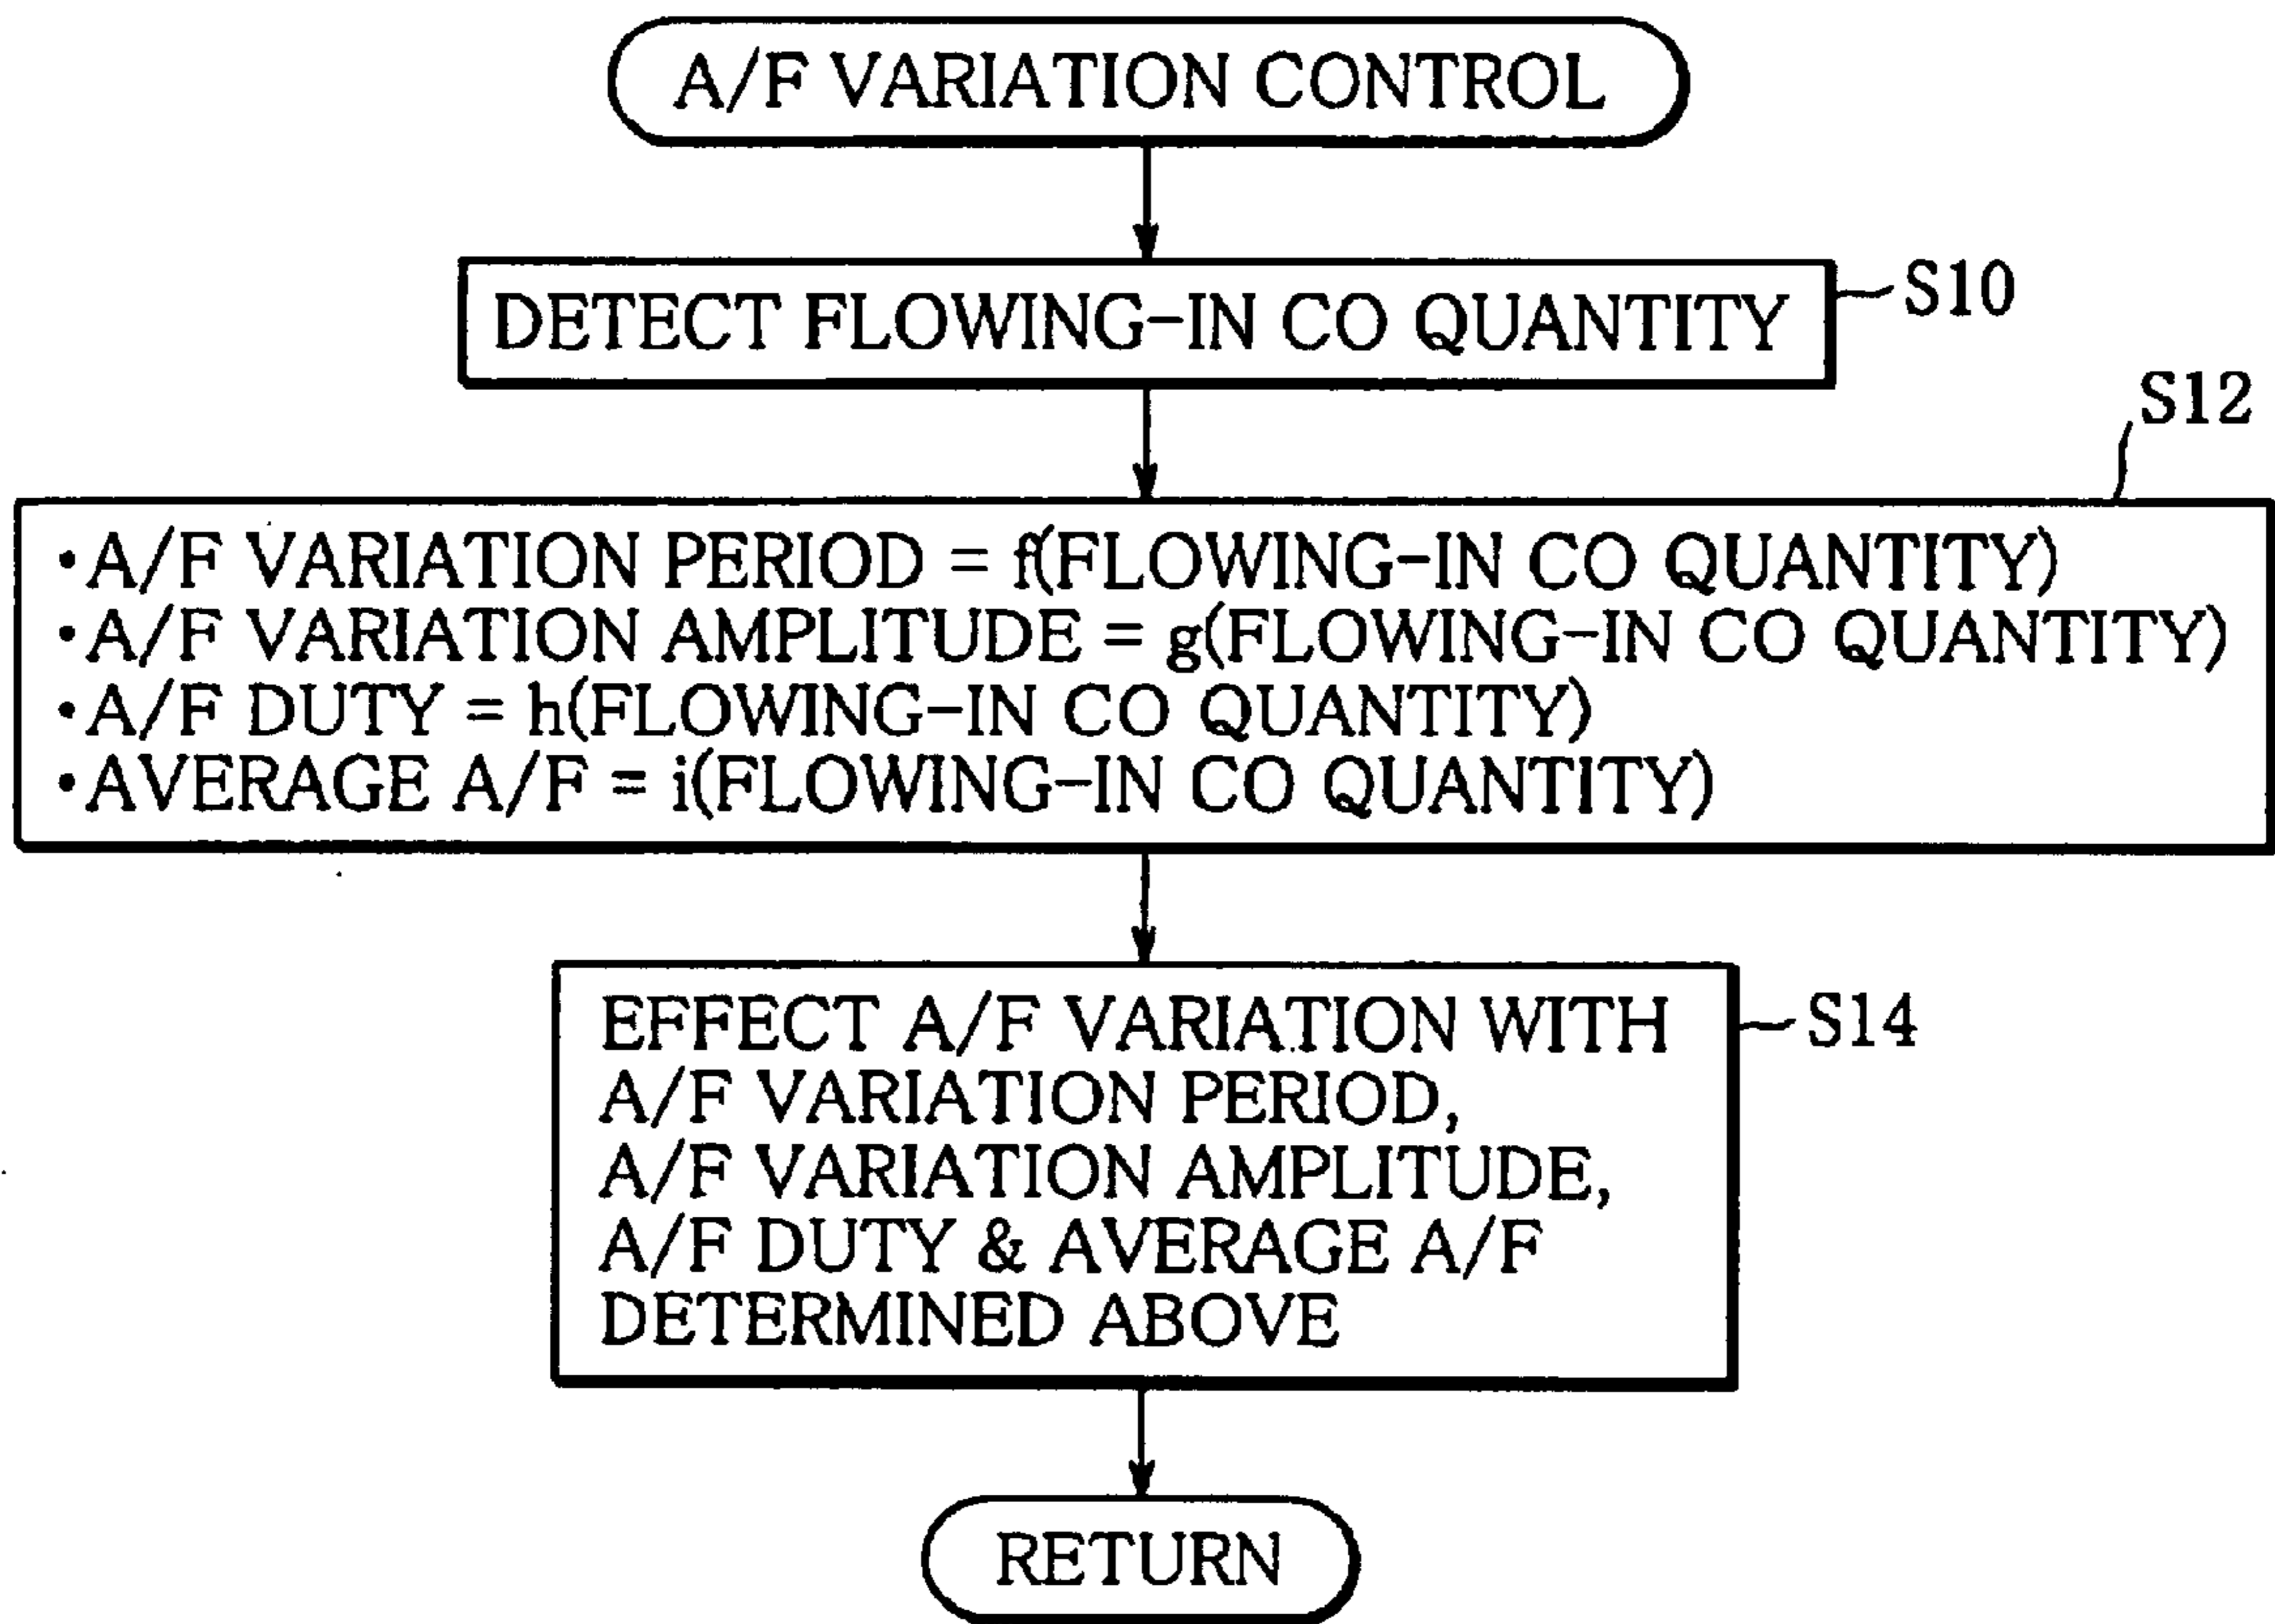 A/F VARIATION CONTROL
DETECT FLOWING-IN CO QUANTITY
S10
S12
·A/F VARIATION PERIOD = f(FLOWING-IN CO QUANTITY)
·A/F VARIATION AMPLITUDE = g(FLOWING-IN CO QUANTITY)
·A/F DUTY = h(FLOWING-IN CO QUANTITY)
·AVERAGE A/F = i(FLOWING-IN CO QUANTITY)
EFFECT A/F VARIATION WITH
A/F VARIATION PERIOD,
A/F VARIATION AMPLITUDE,
A/F DUTY & AVERAGE A/F
DETERMINED ABOVE
S14
RETURN